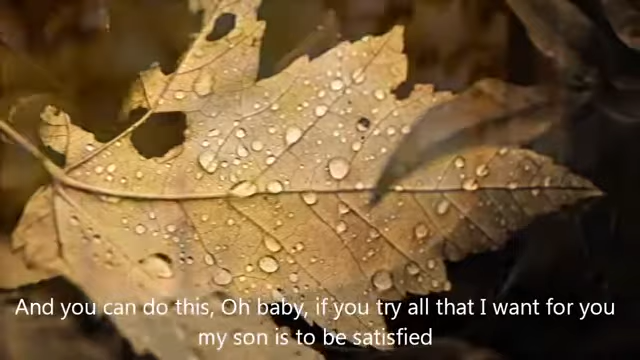 And you can do this, Oh baby, if you try all that I want for you
my son is to be satisfied